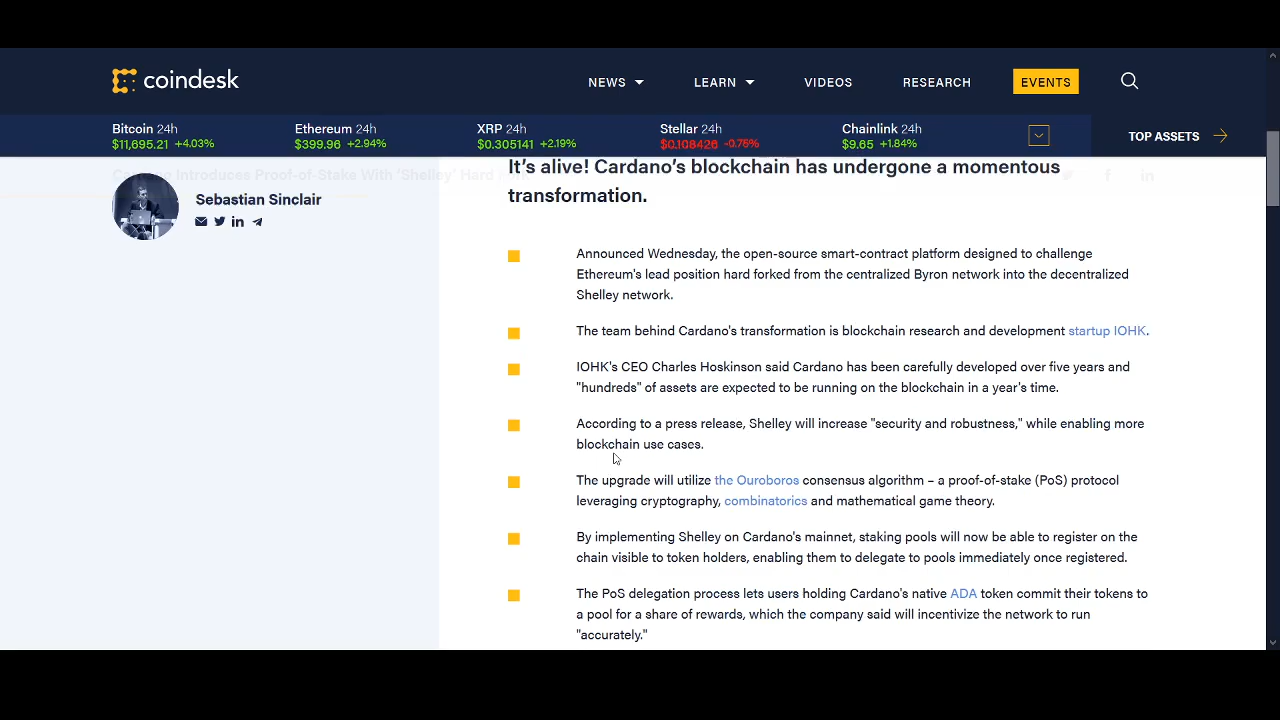 coindesk
NEWS
LEARN
VIDEOS
RESEARCH
EVENTS
Bitcoin 24h
$11,695.21 +4.03%
Ethereum 24h
$399.96 +2.94%
XRP 24h
$0.305141 +2.19%
Stellar 24h
$0.108426 -0.76%
Chainlink 24h
$9.65 +1.84%
TOP ASSETS
Cardano Introduces Proof-of-Stake With 'Shelley' Hard Fork
Sebastian Sinclair
It's alive! Cardano's blockchain has undergone a momentous
transformation.
Announced Wednesday, the open-source smart-contract platform designed to challenge
Ethereum's lead position hard forked from the centralized Byron network into the decentralized
Shelley network.
The team behind Cardano's transformation is blockchain research and development startup IOHK.
IOHK's CEO Charles Hoskinson said Cardano has been carefully developed over five years and
"hundreds" of assets are expected to be running on the blockchain in a year's time.
According to a press release, Shelley will increase "security and robustness," while enabling more
blockchain use cases.
The upgrade will utilize the Ouroboros consensus algorithm – a proof-of-stake (PoS) protocol
leveraging cryptography, combinatorics and mathematical game theory.
By implementing Shelley on Cardano's mainnet, staking pools will now be able to register on the
chain visible to token holders, enabling them to delegate to pools immediately once registered.
The PoS delegation process lets users holding Cardano's native ADA token commit their tokens to
a pool for a share of rewards, which the company said will incentivize the network to run
"accurately."